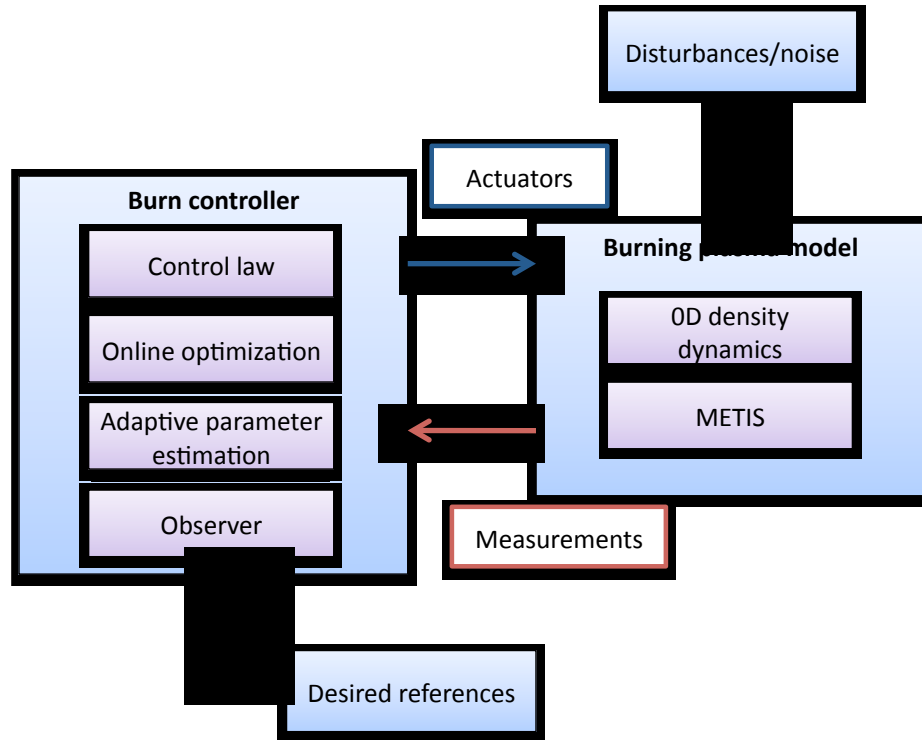 Disturbances/noise
Actuators
Burn controller
Control law
Online optimization
Adaptive parameter
estimation
Observer
Burning plasma model
0D density
dynamics
METIS
Measurements
Desired references